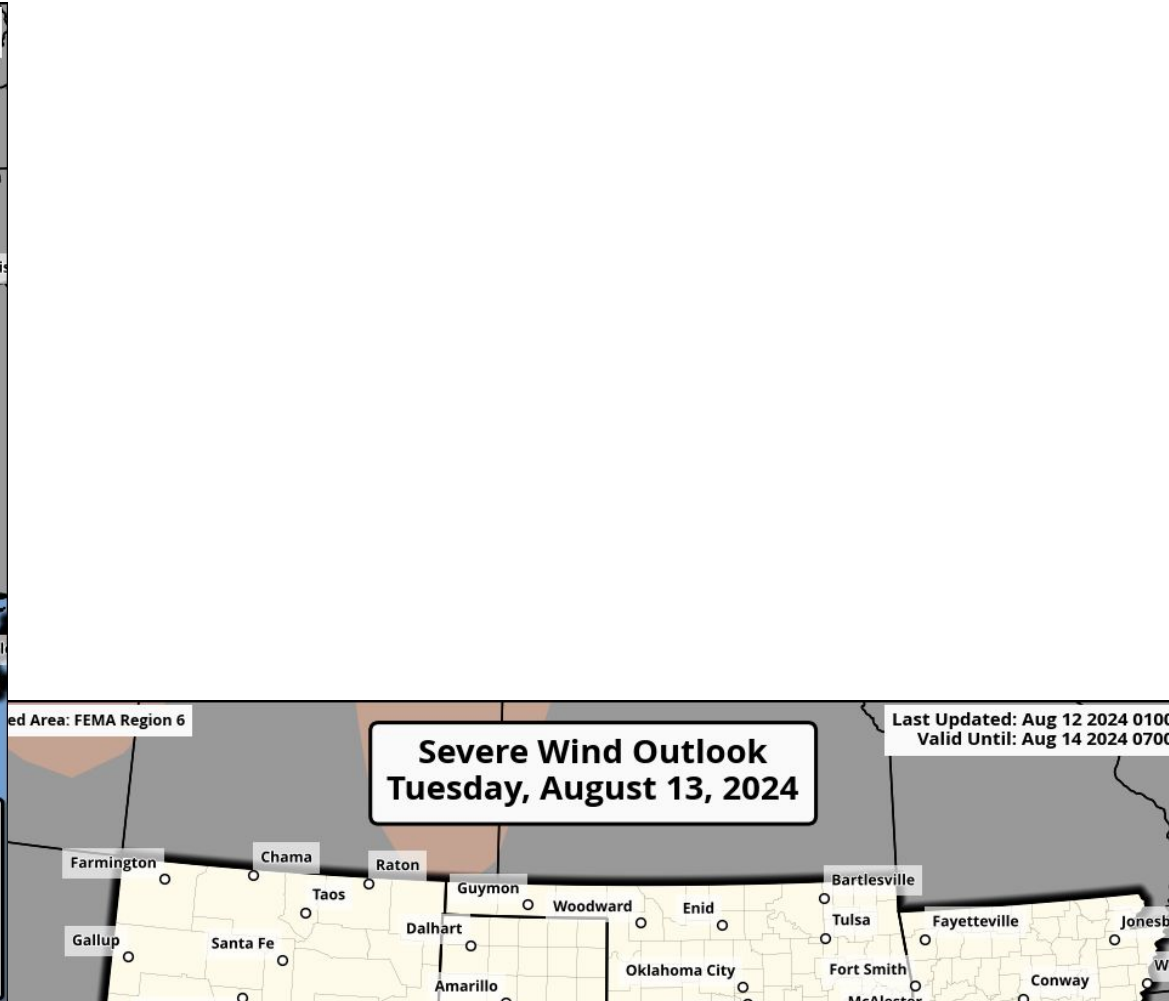 ed Area: FEMA Region 6
Severe Wind Outlook
Tuesday, August 13, 2024
Last Updated: Aug 12 2024 0100
Valid Until: Aug 14 2024 0700
Farmington
Chama
Raton
Taos
Guymon
Woodward
Enid
Bartlesville
Tulsa
Fayetteville
Jonesb
Gallup
Santa Fe
Dalhart
Oklahoma City
Fort Smith
Amarillo
Conway
McAlester
W